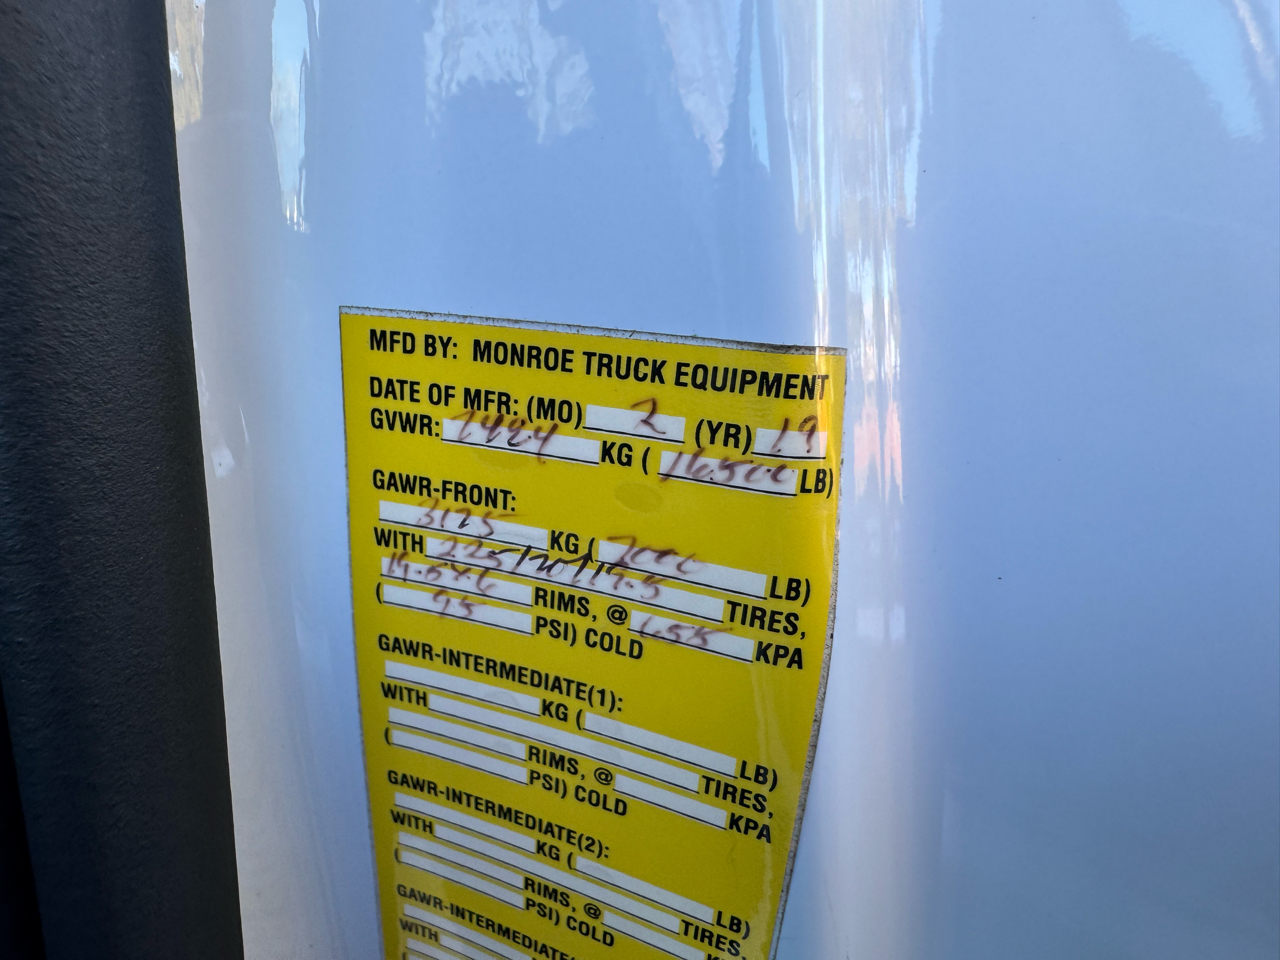 MFD BY: MONROE TRUCK EQUIPMENT
DATE OF MFR: (MO) 2 (YR) 19
GVWR: 7484 KG ( 16500 LB)
GAWR-FRONT:
3175 KG ( 7000 LB)
WITH 225/70/19.5 TIRES,
19.5x6 RIMS, @ 655 KPA
( 95 PSI) COLD
GAWR-INTERMEDIATE(1):
KG ( LB)
WITH TIRES,
RIMS, @ KPA
( PSI) COLD
GAWR-INTERMEDIATE(2):
KG ( LB)
WITH TIRES,
RIMS, @
( PSI) COLD
GAWR-INTERMEDIATE(
WITH
(